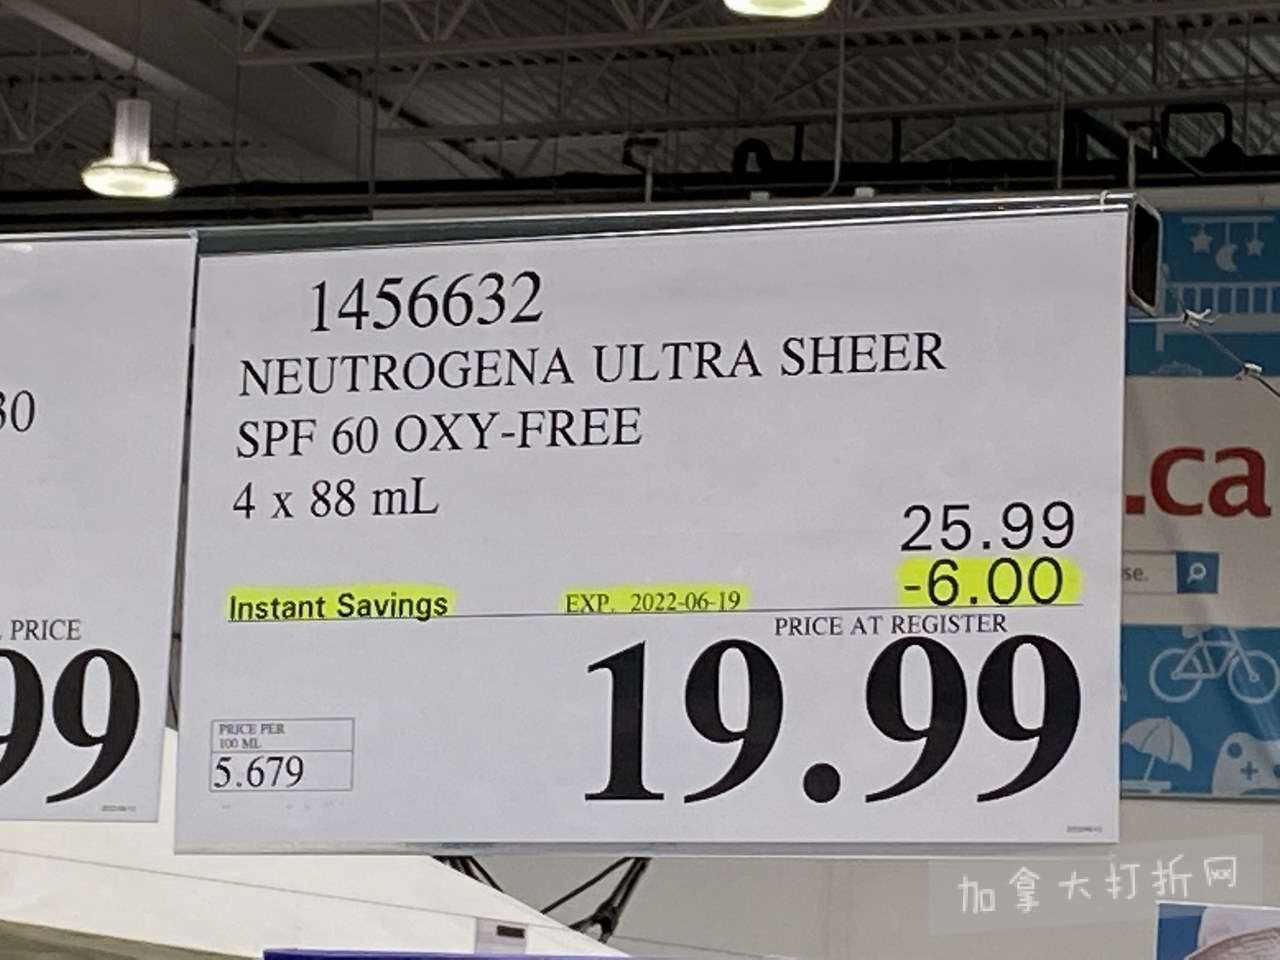 1456632
NEUTROGENA ULTRA SHEER
SPF 60 OXY-FREE
4 x 88 mL
25.99
Instant Savings EXP. 2022-06-19 -6.00
PRICE AT REGISTER
19.99
PRICE PER
100 ML
5.679
30
PRICE
99
.ca
se.
加拿大打折网